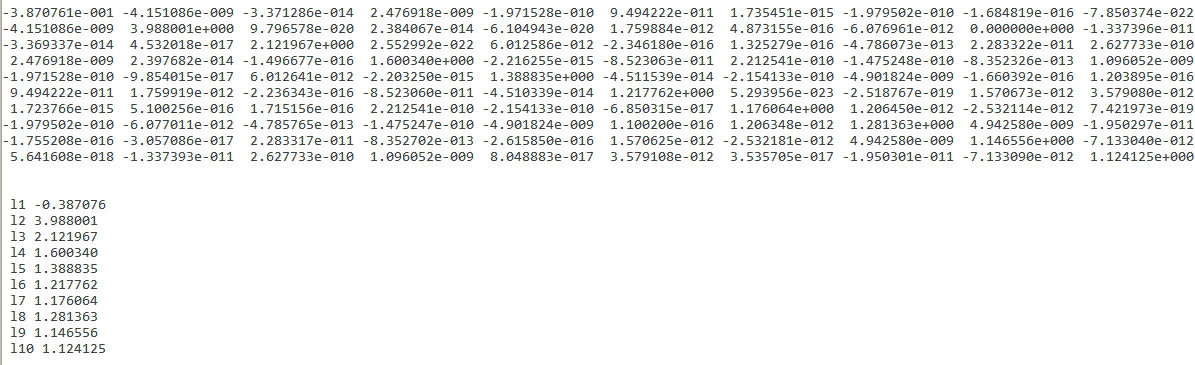 -3.870761e-001 -4.151086e-009 -3.371286e-014 2.476918e-009 -1.971528e-010 9.494222e-011 1.735451e-015 -1.979502e-010 -1.684819e-016 -7.850374e-022
-4.151086e-009 3.988001e+000 9.796578e-020 2.384067e-014 -6.104943e-020 1.759884e-012 4.873155e-016 -6.076961e-012 0.000000e+000 -1.337396e-011
-3.369337e-014 4.532018e-017 2.121967e+000 2.552992e-022 6.012586e-012 -2.346180e-016 1.325279e-016 -4.786073e-013 2.283322e-011 2.627733e-010
2.476918e-009 2.397682e-014 -1.496677e-016 1.600340e+000 -2.216255e-015 -8.523063e-011 2.212541e-010 -1.475248e-010 -8.352326e-013 1.096052e-009
-1.971528e-010 -9.854015e-017 6.012641e-012 -2.203250e-015 1.388835e+000 -4.511539e-014 -2.154133e-010 -4.901824e-009 -1.660392e-016 1.203895e-016
9.494222e-011 1.759919e-012 -2.236343e-016 -8.523060e-011 -4.510339e-014 1.217762e+000 5.293956e-023 -2.518767e-019 1.570673e-012 3.579080e-012
1.723766e-015 5.100256e-016 1.715156e-016 2.212541e-010 -2.154133e-010 -6.850315e-017 1.176064e+000 1.206450e-012 -2.532114e-012 7.421973e-019
-1.979502e-010 -6.077011e-012 -4.785765e-013 -1.475247e-010 -4.901824e-009 1.100200e-016 1.206348e-012 1.281363e+000 4.942580e-009 -1.950297e-011
-1.755208e-016 -3.057086e-017 2.283317e-011 -8.352702e-013 -2.615850e-016 1.570625e-012 -2.532181e-012 4.942580e-009 1.146556e+000 -7.133040e-012
5.641608e-018 -1.337393e-011 2.627733e-010 1.096052e-009 8.048883e-017 3.579108e-012 3.535705e-017 -1.950301e-011 -7.133090e-012 1.124125e+000
l1 -0.387076
l2 3.988001
l3 2.121967
l4 1.600340
l5 1.388835
l6 1.217762
l7 1.176064
l8 1.281363
l9 1.146556
l10 1.124125